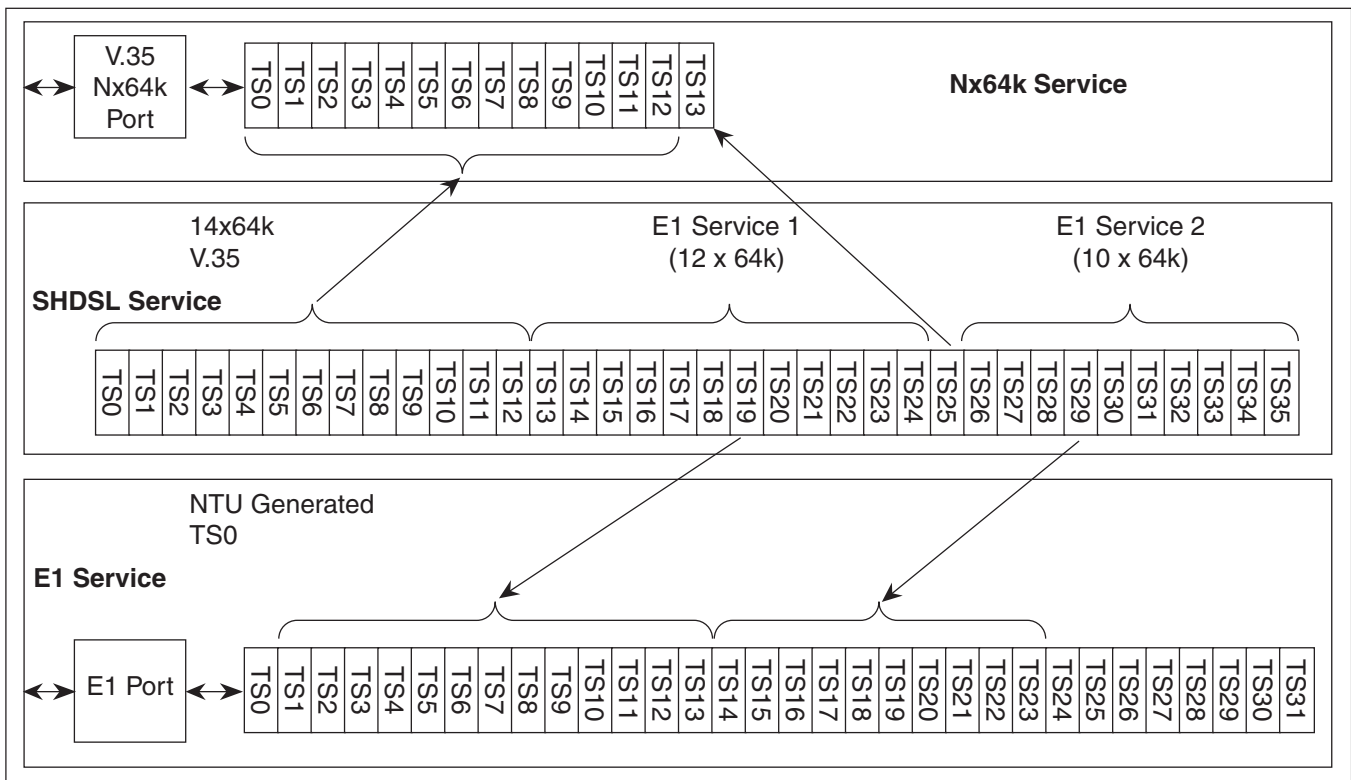 V.35
Nx64k
Port
TS0 TS1 TS2 TS3 TS4 TS5 TS6 TS7 TS8 TS9 TS10 TS11 TS12 TS13
Nx64k Service
14x64k
V.35
E1 Service 1
(12 x 64k)
E1 Service 2
(10 x 64k)
SHDSL Service
TS0 TS1 TS2 TS3 TS4 TS5 TS6 TS7 TS8 TS9 TS10 TS11 TS12 TS13 TS14 TS15 TS16 TS17 TS18 TS19 TS20 TS21 TS22 TS23 TS24 TS25 TS26 TS27 TS28 TS29 TS30 TS31 TS32 TS33 TS34 TS35
NTU Generated
TS0
E1 Service
E1 Port
TS0 TS1 TS2 TS3 TS4 TS5 TS6 TS7 TS8 TS9 TS10 TS11 TS12 TS13 TS14 TS15 TS16 TS17 TS18 TS19 TS20 TS21 TS22 TS23 TS24 TS25 TS26 TS27 TS28 TS29 TS30 TS31